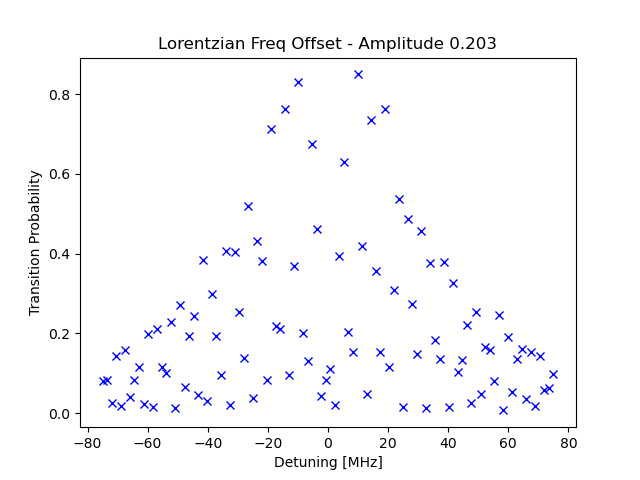 Lorentzian Freq Offset - Amplitude 0.203
Transition Probability
0.8
0.6
0.4
0.2
0.0
−80 −60 −40 −20 0 20 40 60 80
Detuning [MHz]